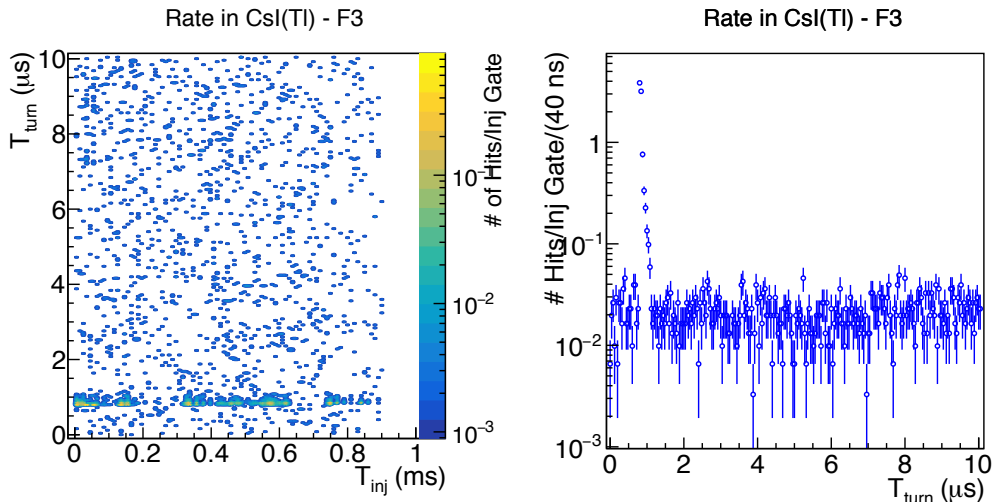 Rate in CsI(Tl) - F3
T_turn (μs)
10
8
6
4
2
0
0 0.2 0.4 0.6 0.8 1
T_inj (ms)
10⁻¹
10⁻²
10⁻³
# of Hits/Inj Gate
Rate in CsI(Tl) - F3
# Hits/Inj Gate/(40 ns)
1
10⁻¹
10⁻²
10⁻³
0 2 4 6 8 10
T_turn (μs)